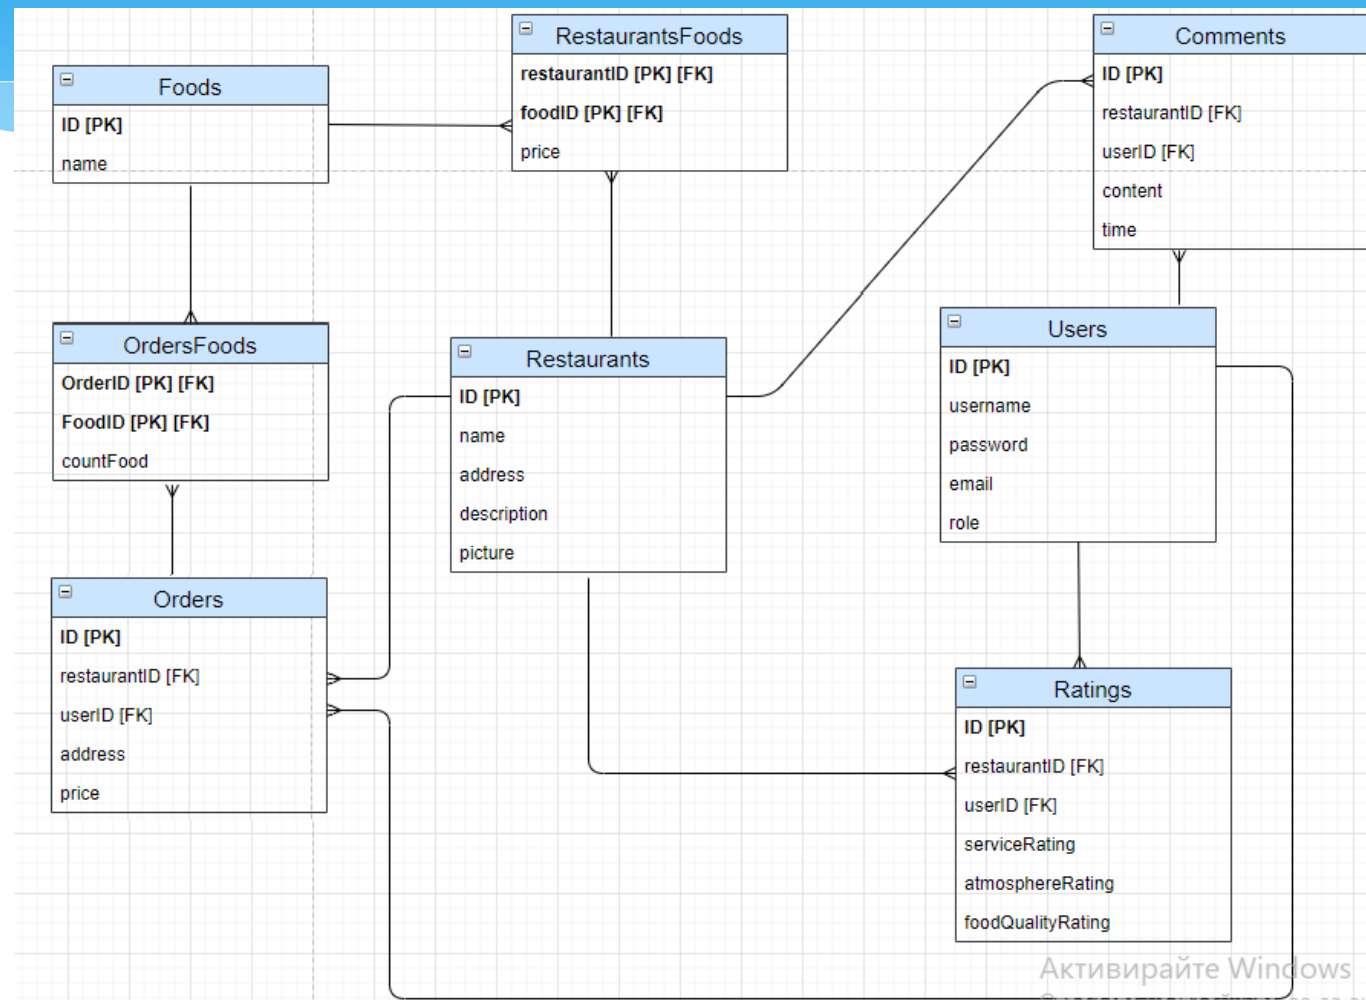 Foods
ID [PK]
name
RestaurantsFoods
restaurantID [PK] [FK]
foodID [PK] [FK]
price
Comments
ID [PK]
restaurantID [FK]
userID [FK]
content
time
OrdersFoods
OrderID [PK] [FK]
FoodID [PK] [FK]
countFood
Restaurants
ID [PK]
name
address
description
picture
Users
ID [PK]
username
password
email
role
Orders
ID [PK]
restaurantID [FK]
userID [FK]
address
price
Ratings
ID [PK]
restaurantID [FK]
userID [FK]
serviceRating
atmosphereRating
foodQualityRating
Активирайте Windows